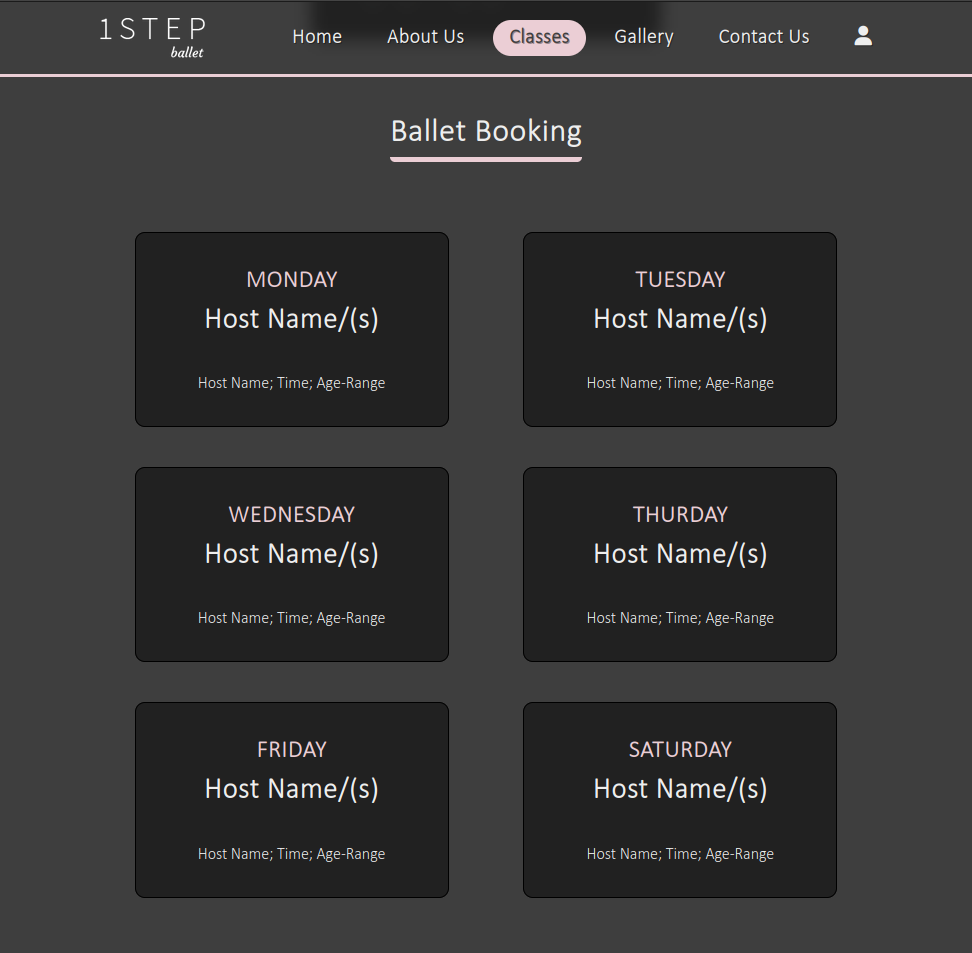 1STEP
ballet
Home About Us Classes Gallery Contact Us
Ballet Booking
MONDAY
Host Name/(s)
Host Name; Time; Age-Range
TUESDAY
Host Name/(s)
Host Name; Time; Age-Range
WEDNESDAY
Host Name/(s)
Host Name; Time; Age-Range
THURDAY
Host Name/(s)
Host Name; Time; Age-Range
FRIDAY
Host Name/(s)
Host Name; Time; Age-Range
SATURDAY
Host Name/(s)
Host Name; Time; Age-Range